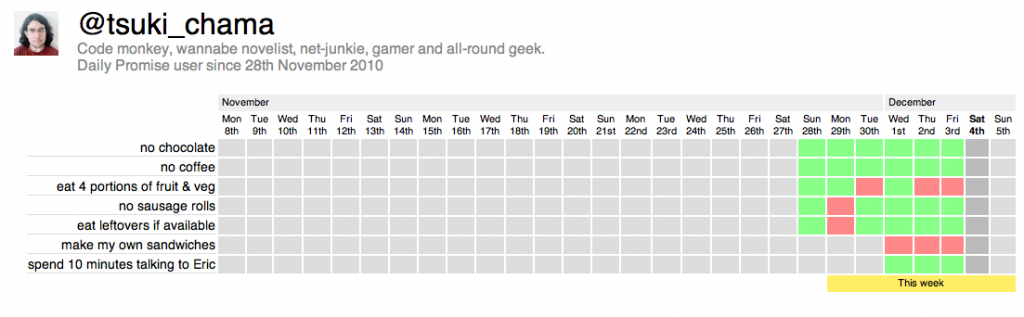 @tsuki_chama
Code monkey, wannabe novelist, net-junkie, gamer and all-round geek.
Daily Promise user since 28th November 2010
November December
Mon Tue Wed Thu Fri Sat Sun Mon Tue Wed Thu Fri Sat Sun Mon Tue Wed Thu Fri Sat Sun Mon Tue Wed Thu Fri Sat Sun
8th 9th 10th 11th 12th 13th 14th 15th 16th 17th 18th 19th 20th 21st 22nd 23rd 24th 25th 26th 27th 28th 29th 30th 1st 2nd 3rd 4th 5th
no chocolate
no coffee
eat 4 portions of fruit & veg
no sausage rolls
eat leftovers if available
make my own sandwiches
spend 10 minutes talking to Eric
This week